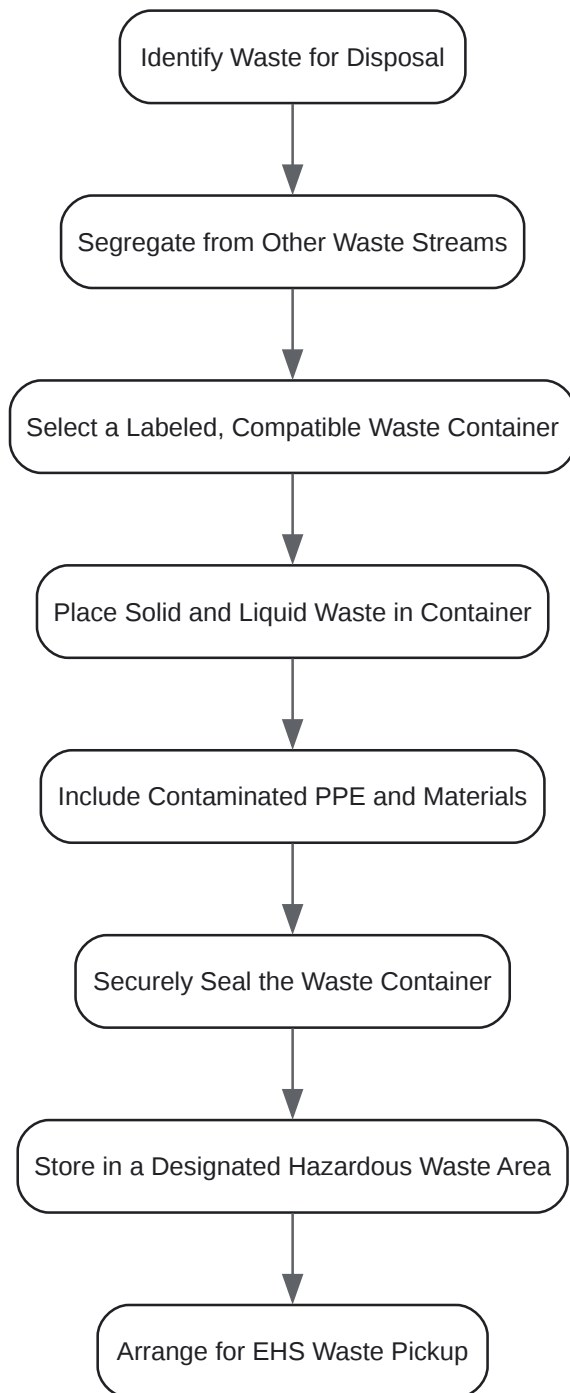 Identify Waste for Disposal
Segregate from Other Waste Streams
Select a Labeled, Compatible Waste Container
Place Solid and Liquid Waste in Container
Include Contaminated PPE and Materials
Securely Seal the Waste Container
Store in a Designated Hazardous Waste Area
Arrange for EHS Waste Pickup